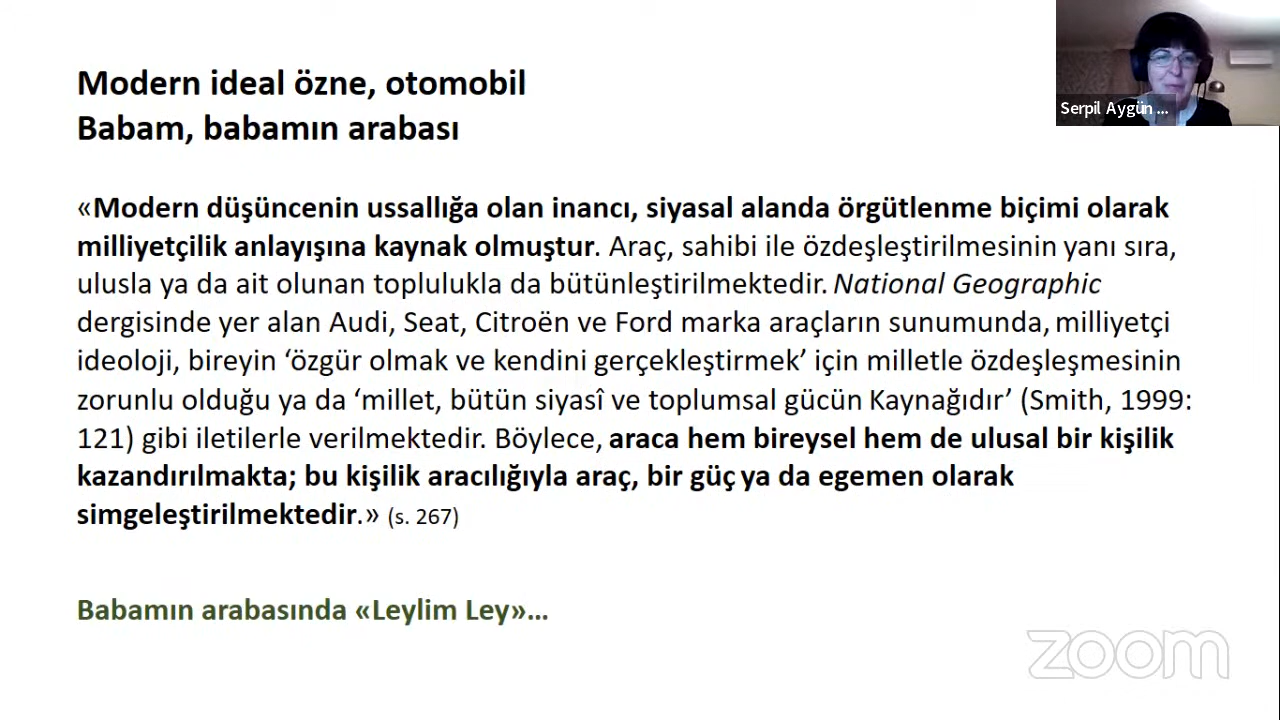 Modern ideal özne, otomobil
Babam, babamın arabası
Serpil Aygün ...
«Modern düşüncenin ussallığa olan inancı, siyasal alanda örgütlenme biçimi olarak
milliyetçilik anlayışına kaynak olmuştur. Araç, sahibi ile özdeşleştirilmesinin yanı sıra,
ulusla ya da ait olunan toplulukla da bütünleştirilmektedir. National Geographic
dergisinde yer alan Audi, Seat, Citroën ve Ford marka araçların sunumunda, milliyetçi
ideoloji, bireyin ‘özgür olmak ve kendini gerçekleştirmek’ için milletle özdeşleşmesinin
zorunlu olduğu ya da ‘millet, bütün siyasî ve toplumsal gücün Kaynağıdır’ (Smith, 1999:
121) gibi iletilerle verilmektedir. Böylece, araca hem bireysel hem de ulusal bir kişilik
kazandırılmakta; bu kişilik aracılığıyla araç, bir güç ya da egemen olarak
simgeleştirilmektedir.» (s. 267)
Babamın arabasında «Leylim Ley»…
zoom